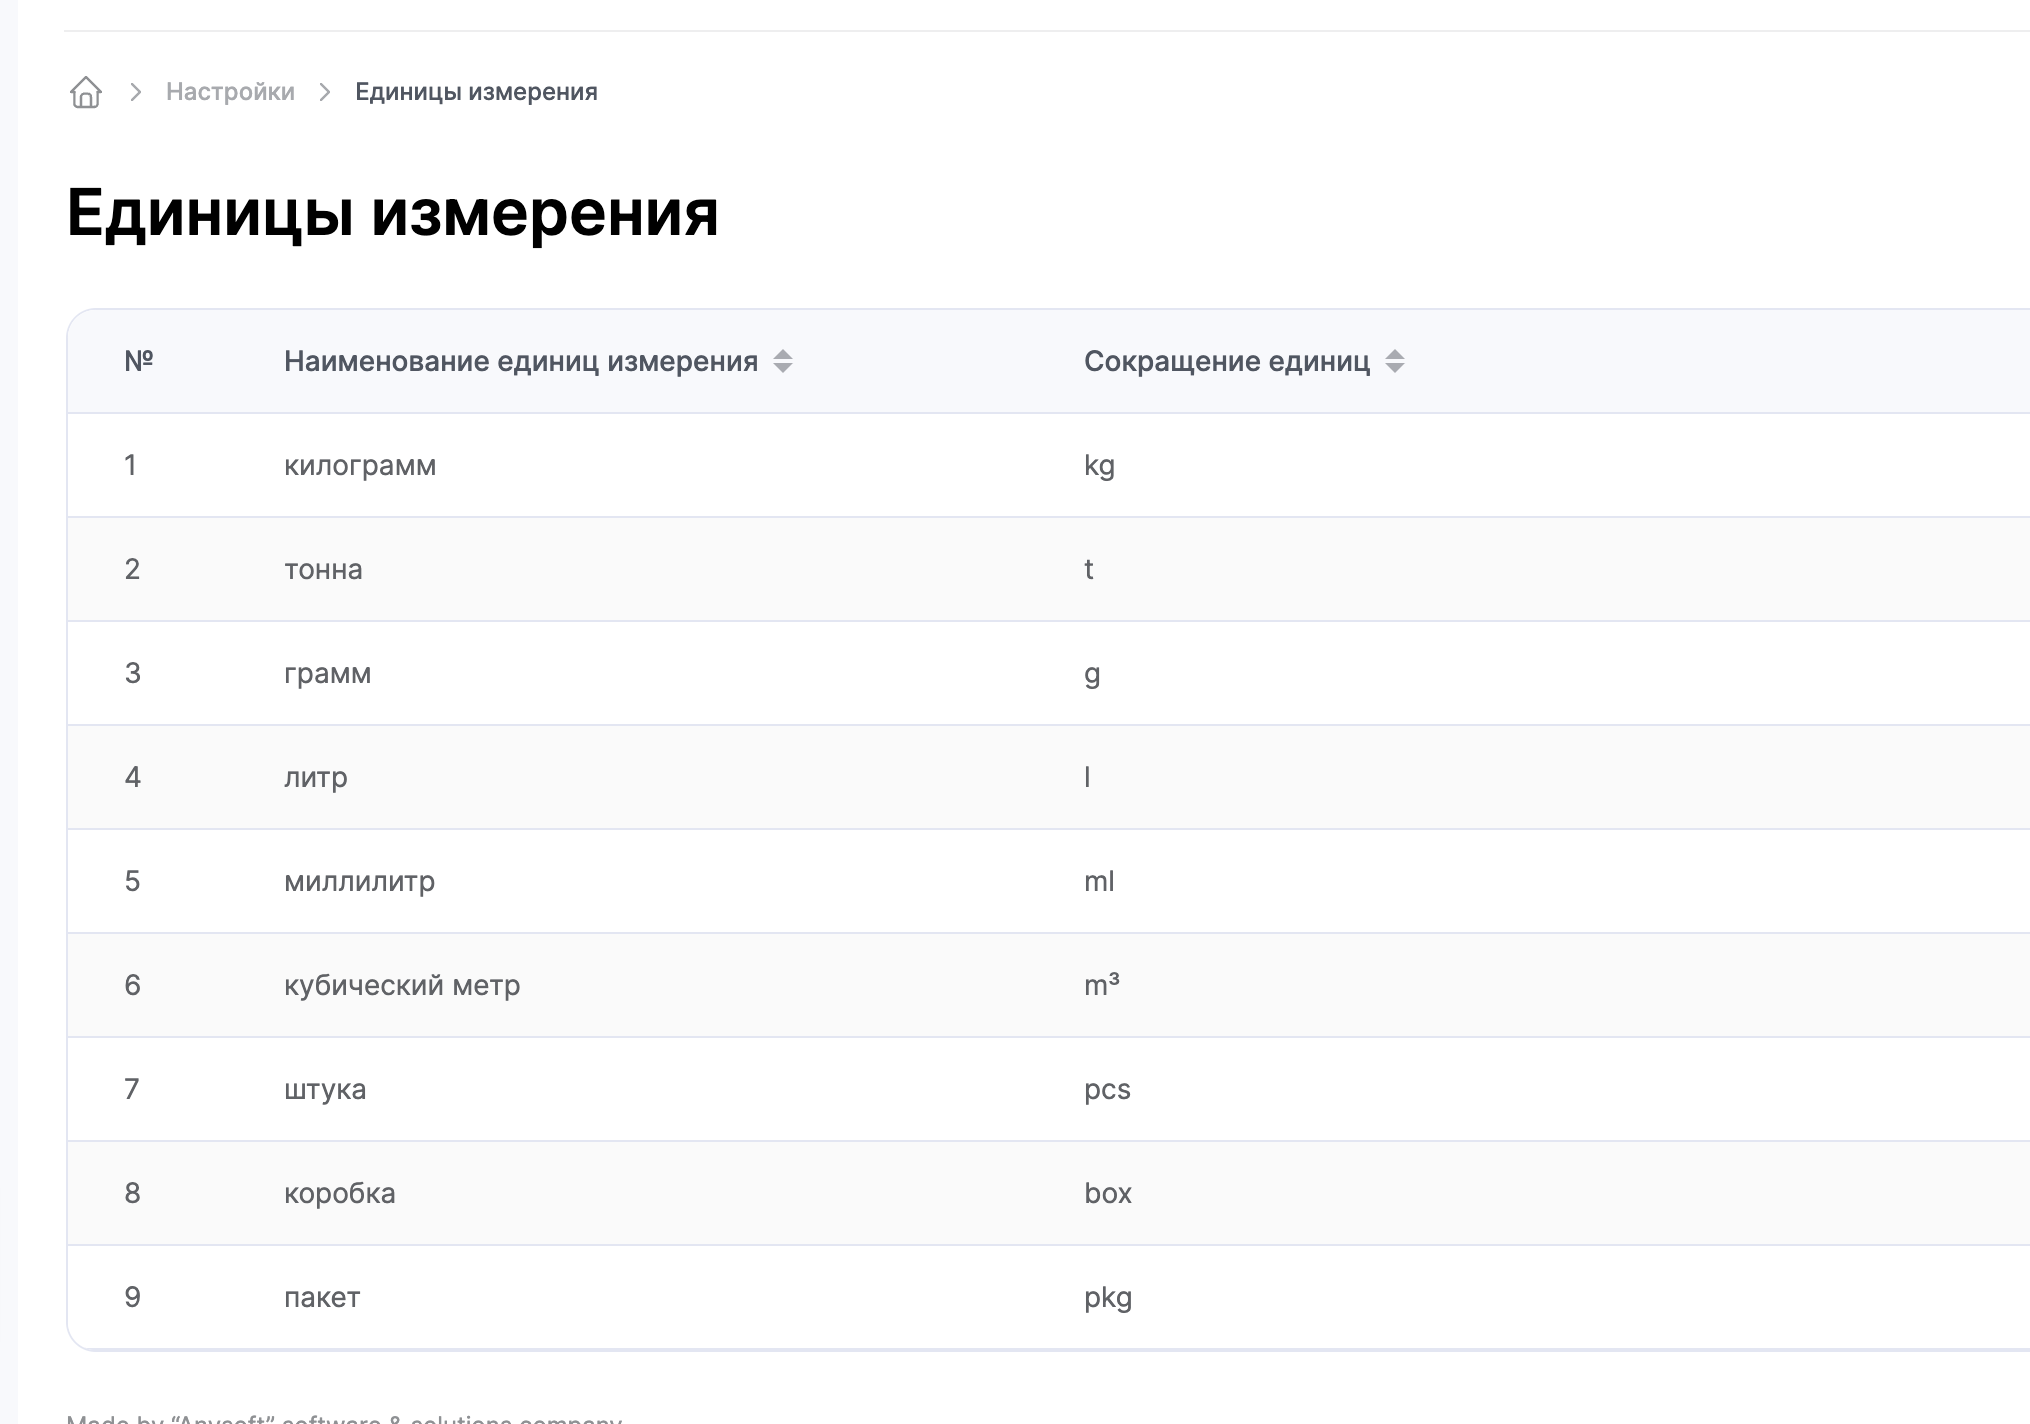 Настройки > Единицы измерения
Единицы измерения
№ Наименование единиц измерения Сокращение единиц
1 килограмм kg
2 тонна t
3 грамм g
4 литр l
5 миллилитр ml
6 кубический метр m³
7 штука pcs
8 коробка box
9 пакет pkg
Made by “Anysoft” software & solutions company